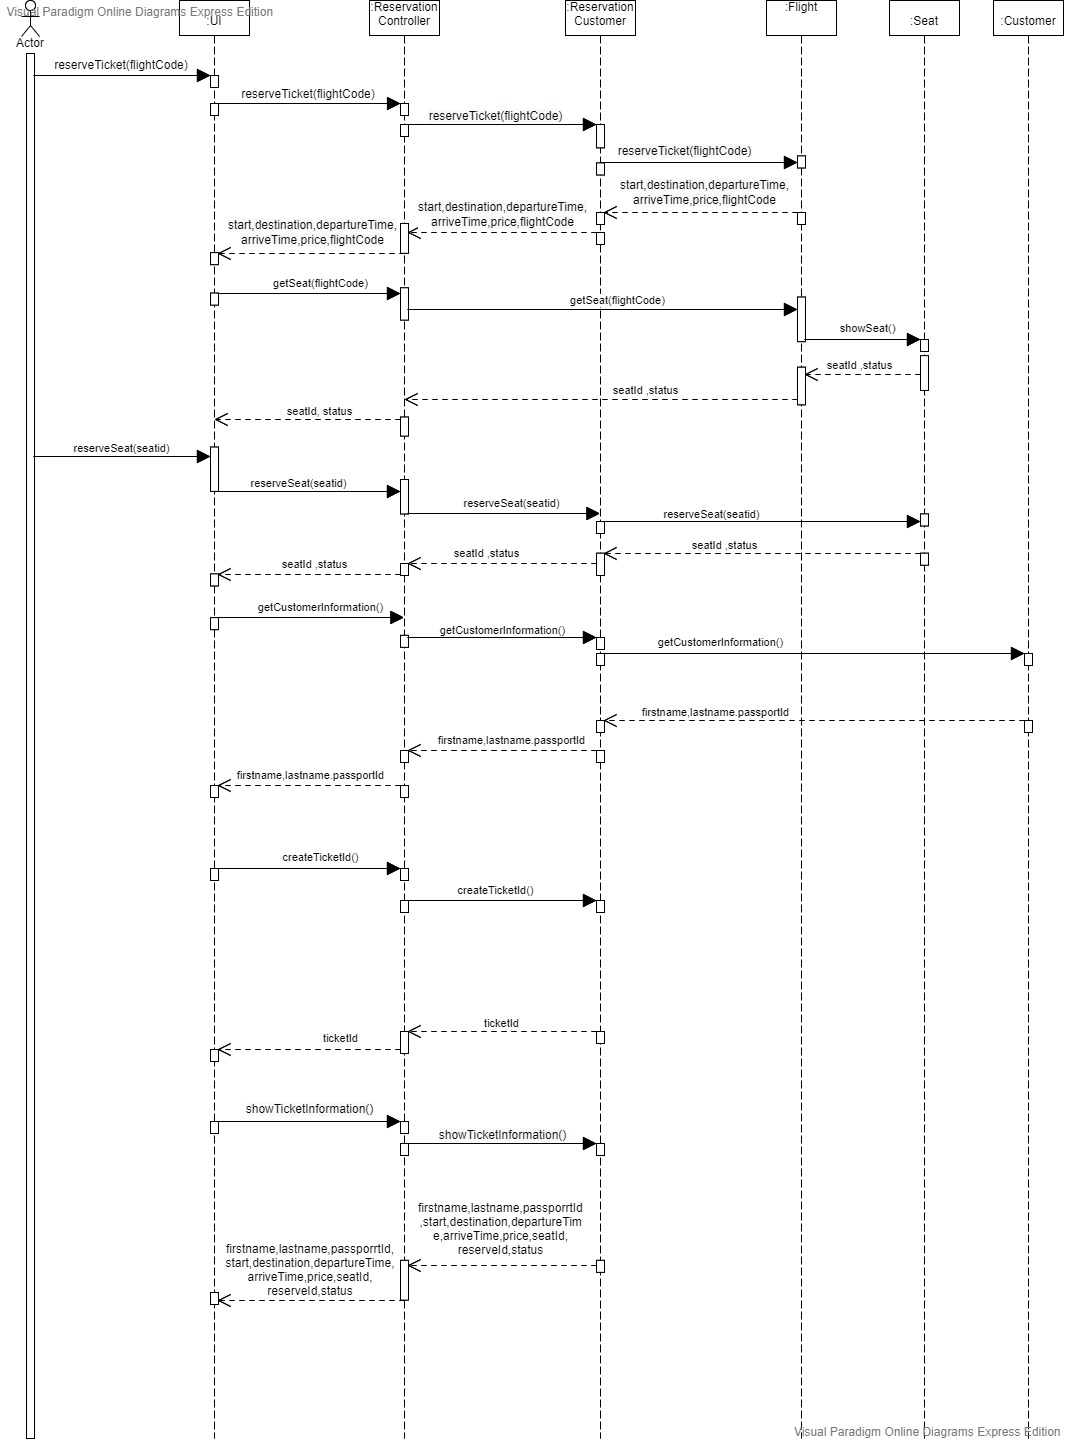 Visual Paradigm Online Diagrams Express Edition
Actor
:UI
:Reservation
Controller
:Reservation
Customer
:Flight
:Seat
:Customer
reserveTicket(flightCode)
reserveTicket(flightCode)
reserveTicket(flightCode)
reserveTicket(flightCode)
start,destination,departureTime,
arriveTime,price,flightCode
start,destination,departureTime,
arriveTime,price,flightCode
start,destination,departureTime,
arriveTime,price,flightCode
getSeat(flightCode)
getSeat(flightCode)
showSeat()
seatId ,status
seatId ,status
seatId, status
reserveSeat(seatid)
reserveSeat(seatid)
reserveSeat(seatid)
reserveSeat(seatid)
seatId ,status
seatId ,status
seatId ,status
getCustomerInformation()
getCustomerInformation()
getCustomerInformation()
firstname,lastname.passportId
firstname,lastname.passportId
firstname,lastname.passportId
createTicketId()
createTicketId()
ticketId
ticketId
showTicketInformation()
showTicketInformation()
firstname,lastname,passporrtId
,start,destination,departureTim
e,arriveTime,price,seatId,
reserveId,status
firstname,lastname,passporrtId,
start,destination,departureTime,
arriveTime,price,seatId,
reserveId,status
Visual Paradigm Online Diagrams Express Edition